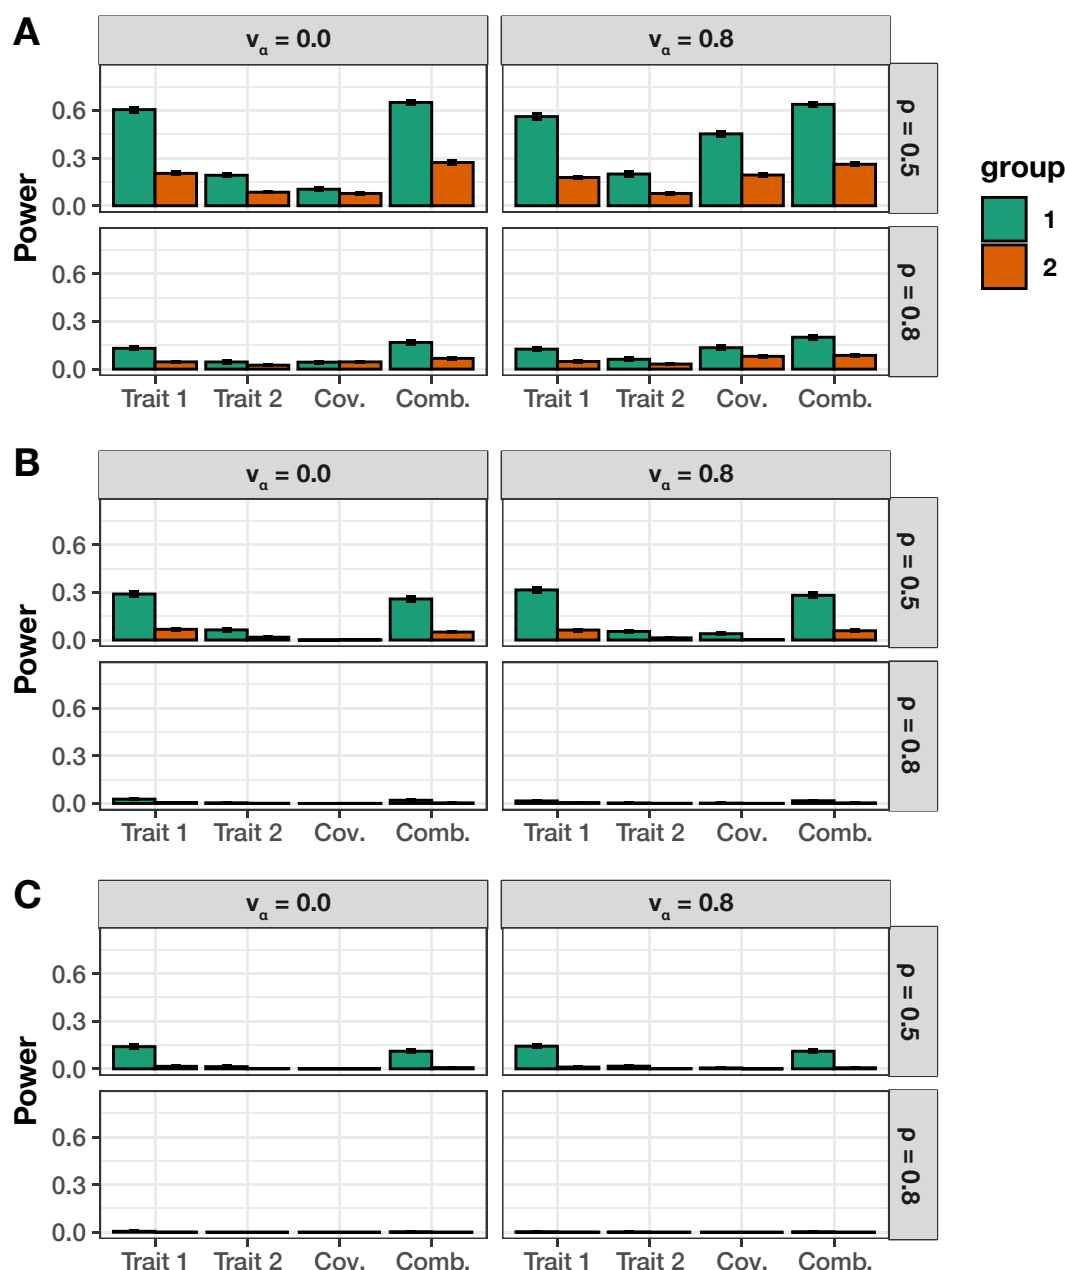 A
v_α = 0.0
v_α = 0.8
Power
0.6
0.3
0.0
ρ = 0.5
0.6
0.3
0.0
ρ = 0.8
Trait 1 Trait 2 Cov. Comb.
Trait 1 Trait 2 Cov. Comb.
group
1
2
B
v_α = 0.0
v_α = 0.8
Power
0.6
0.3
0.0
ρ = 0.5
Power
0.6
0.3
0.0
ρ = 0.8
Trait 1 Trait 2 Cov. Comb.
Trait 1 Trait 2 Cov. Comb.
C
v_α = 0.0
v_α = 0.8
Power
0.6
0.3
0.0
ρ = 0.5
0.6
0.3
0.0
ρ = 0.8
Trait 1 Trait 2 Cov. Comb.
Trait 1 Trait 2 Cov. Comb.